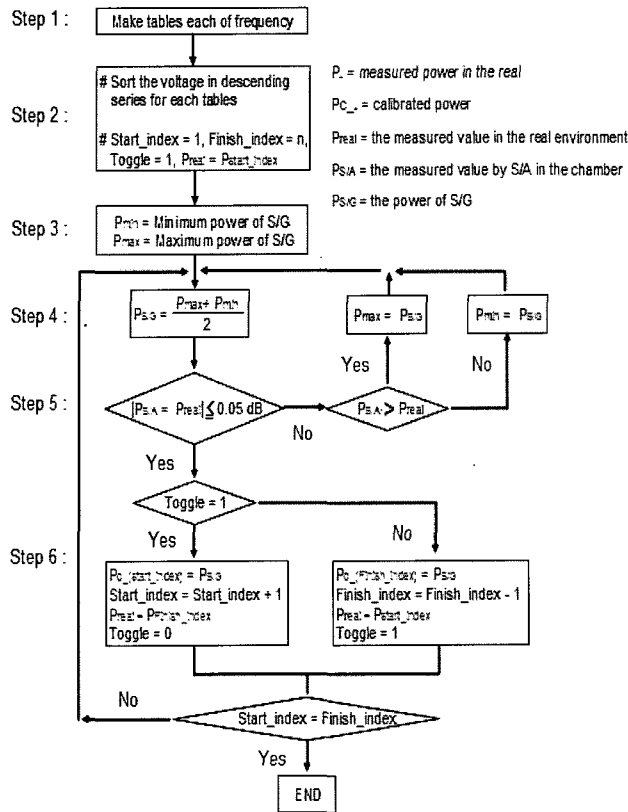 Step 1 :
Make tables each of frequency
Step 2 :
# Sort the voltage in descending
series for each tables
# Start_index = 1, Finish_index = n,
Toggle = 1, Preal = Pstart_index
P_ = measured power in the real
Pc_ = calibrated power
Preal = the measured value in the real environment
PS/A = the measured value by S/A in the chamber
PS/G = the power of S/G
Step 3 :
Pmin = Minimum power of S/G
Pmax = Maximum power of S/G
Step 4 :
PS/G = Pmax+ Pmin
2
Pmax = PS/G
Pmin = PS/G
Yes
No
Step 5 :
|PS/A = Preal| ≦ 0.05 dB
No
PS/A > Preal
Yes
Toggle = 1
No
Yes
Step 6 :
Pc_(start_index) = PS/G
Start_index = Start_index + 1
Preal = PFinish_index
Toggle = 0
Pc_(Finish_index) = PS/G
Finish_index = Finish_index - 1
Preal = Pstart_index
Toggle = 1
No
Start_index = Finish_index
Yes
END